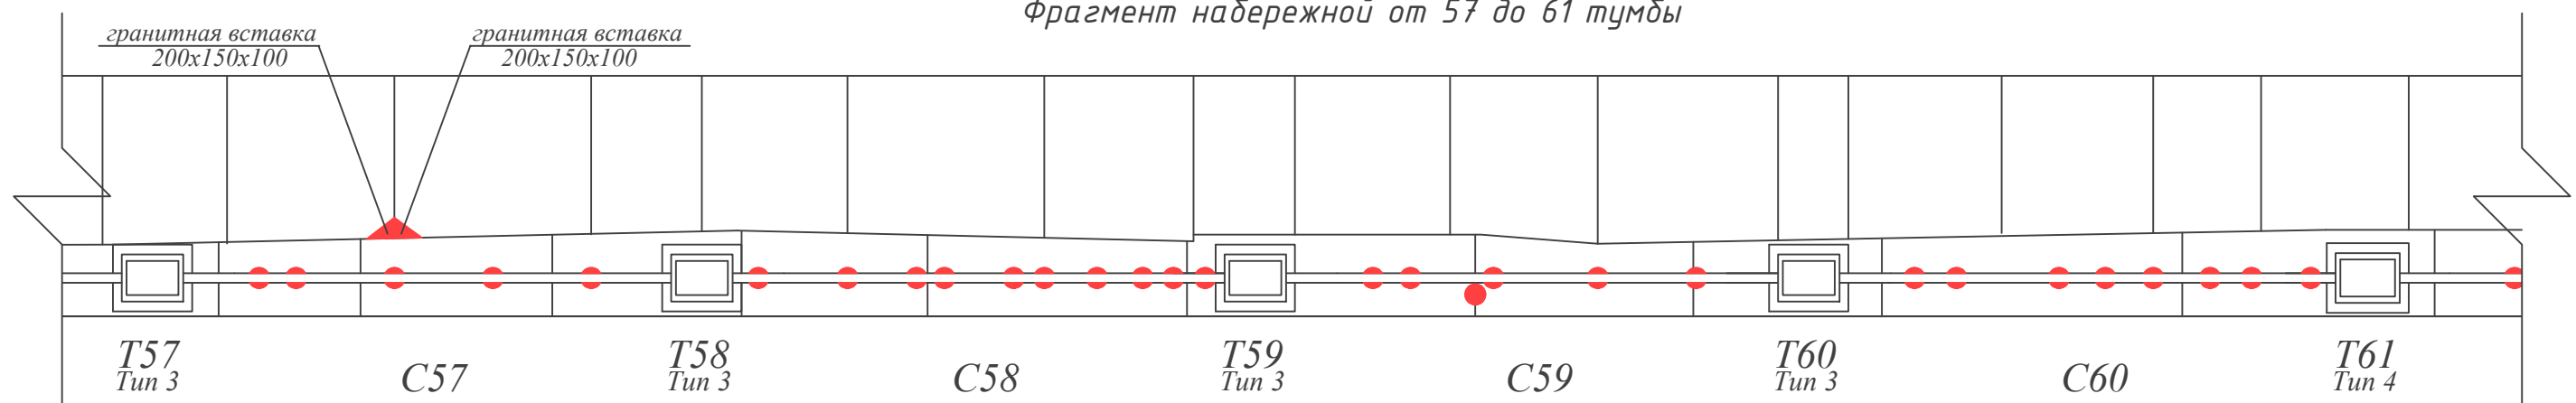 Фрагмент набережной от 57 до 61 тумбы
гранитная вставка
200х150х100
гранитная вставка
200х150х100
Т57
Тип 3
С57
Т58
Тип 3
С58
Т59
Тип 3
С59
Т60
Тип 3
С60
Т61
Тип 4